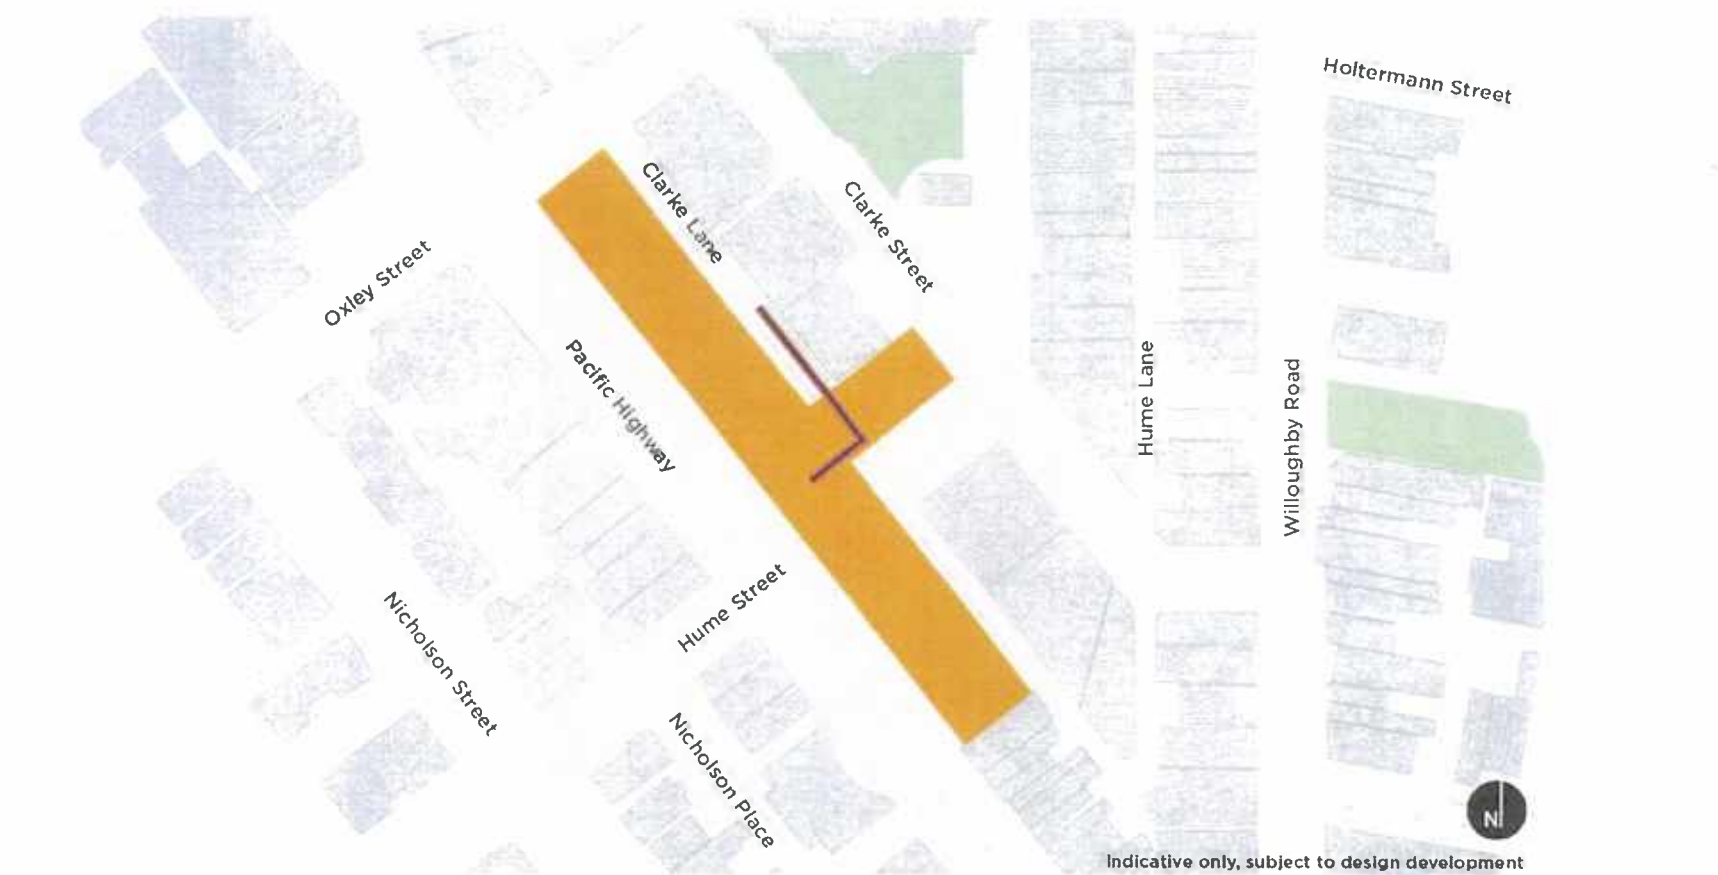 Holtermann Street
Clarke Lane
Clarke Street
Oxley Street
Pacific Highway
Hume Lane
Willoughby Road
Hume Street
Nicholson Street
Nicholson Place
N
Indicative only, subject to design development